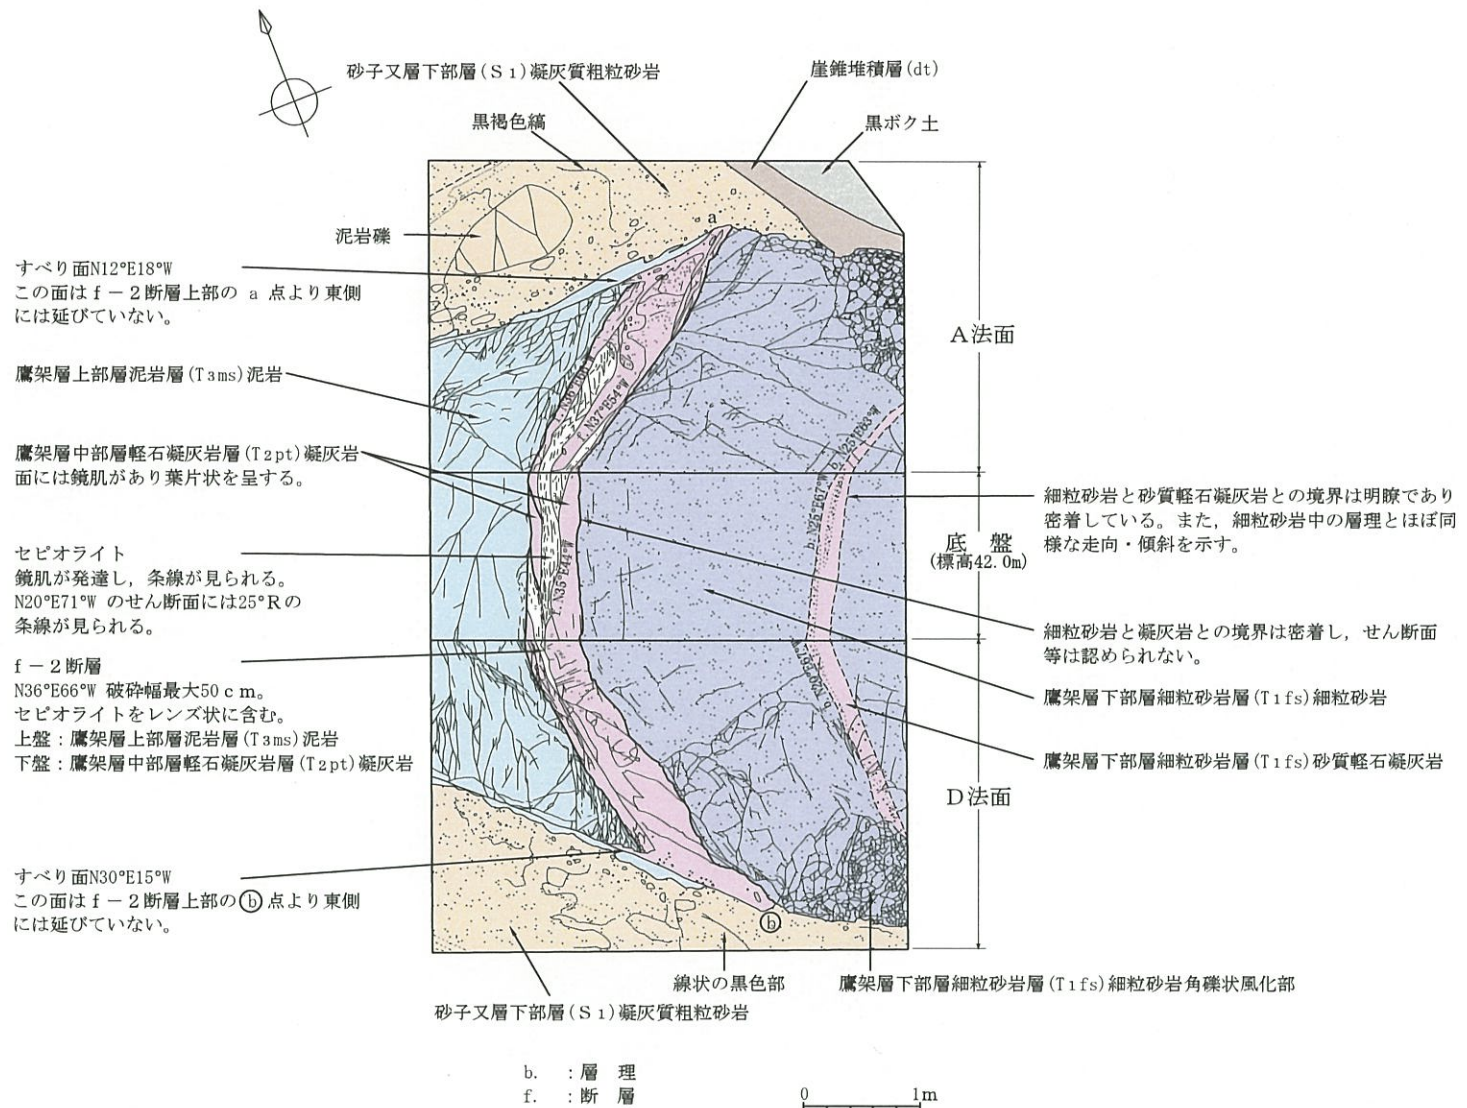 砂子又層下部層(S1)凝灰質粗粒砂岩
崖錐堆積層(dt)
黒褐色縞
黒ボク土
泥岩礫
a
すべり面N12°E18°W
この面はf-2断層上部の a 点より東側
には延びていない。
鷹架層上部層泥岩層(T3ms)泥岩
鷹架層中部層軽石凝灰岩層(T2pt)凝灰岩
面には鏡肌があり葉片状を呈する。
セピオライト
鏡肌が発達し，条線が見られる。
N20°E71°W のせん断面には25°Rの
条線が見られる。
f-2断層
N36°E66°W 破砕幅最大50cm。
セピオライトをレンズ状に含む。
上盤：鷹架層上部層泥岩層(T3ms)泥岩
下盤：鷹架層中部層軽石凝灰岩層(T2pt)凝灰岩
すべり面N30°E15°W
この面はf-2断層上部のⓑ点より東側
には延びていない。
f.N37°E54°W
f.N35°E44°W
b.N25°E63°W
b.N25°E67°W
A法面
底 盤
(標高42.0m)
D法面
細粒砂岩と砂質軽石凝灰岩との境界は明瞭であり
密着している。また，細粒砂岩中の層理とほぼ同
様な走向・傾斜を示す。
細粒砂岩と凝灰岩との境界は密着し，せん断面
等は認められない。
鷹架層下部層細粒砂岩層(T1fs)細粒砂岩
鷹架層下部層細粒砂岩層(T1fs)砂質軽石凝灰岩
ⓑ
線状の黒色部
鷹架層下部層細粒砂岩層(T1fs)細粒砂岩角礫状風化部
砂子又層下部層(S1)凝灰質粗粒砂岩
b. ：層 理
f. ：断 層
0 1m